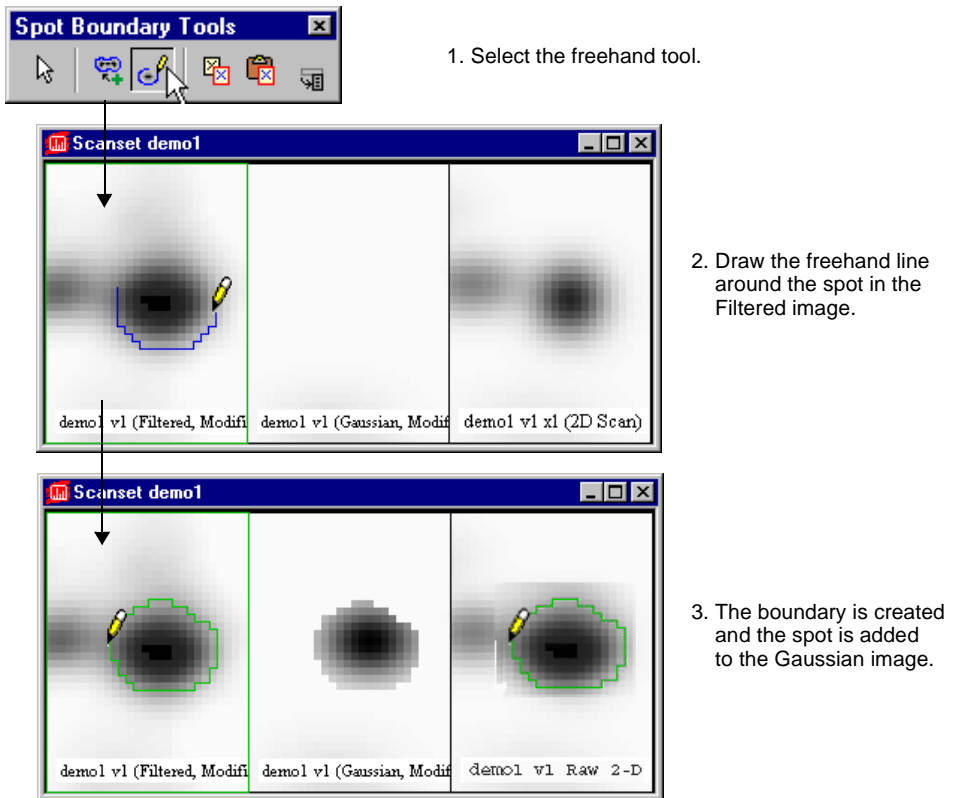 Spot Boundary Tools
1. Select the freehand tool.
Scanset demo1
demo1 v1 (Filtered, Modifi
demo1 v1 (Gaussian, Modif
demo1 v1 x1 (2D Scan)
2. Draw the freehand line
around the spot in the
Filtered image.
Scanset demo1
demo1 v1 (Filtered, Modifi
demo1 v1 (Gaussian, Modif
demo1 v1 Raw 2-D
3. The boundary is created
and the spot is added
to the Gaussian image.